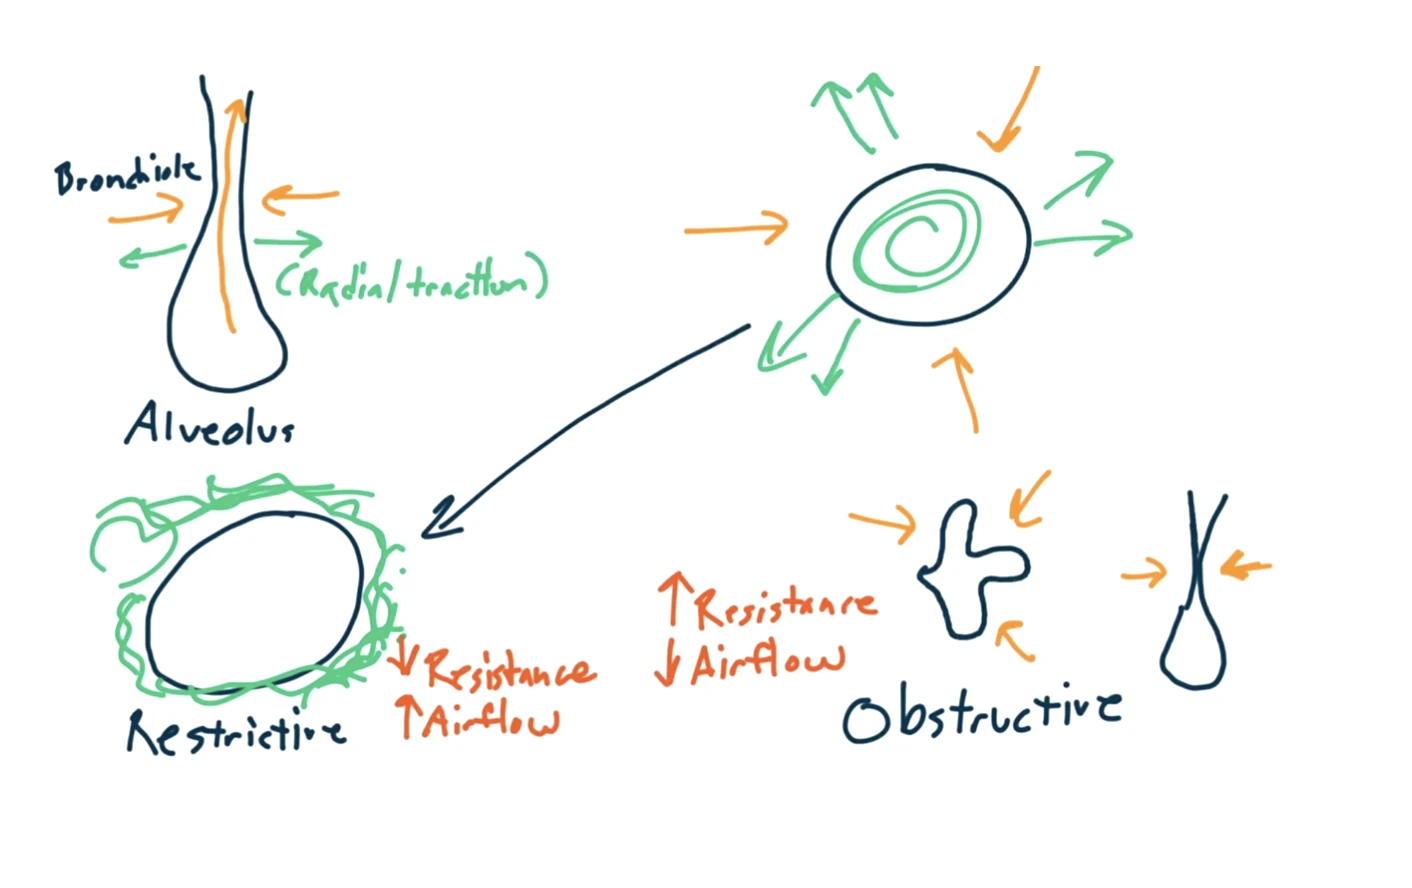 Bronchiole
(Radial traction)
Alveolus
↓ Resistance
↑ Airflow
Restrictive
↑ Resistance
↓ Airflow
Obstructive